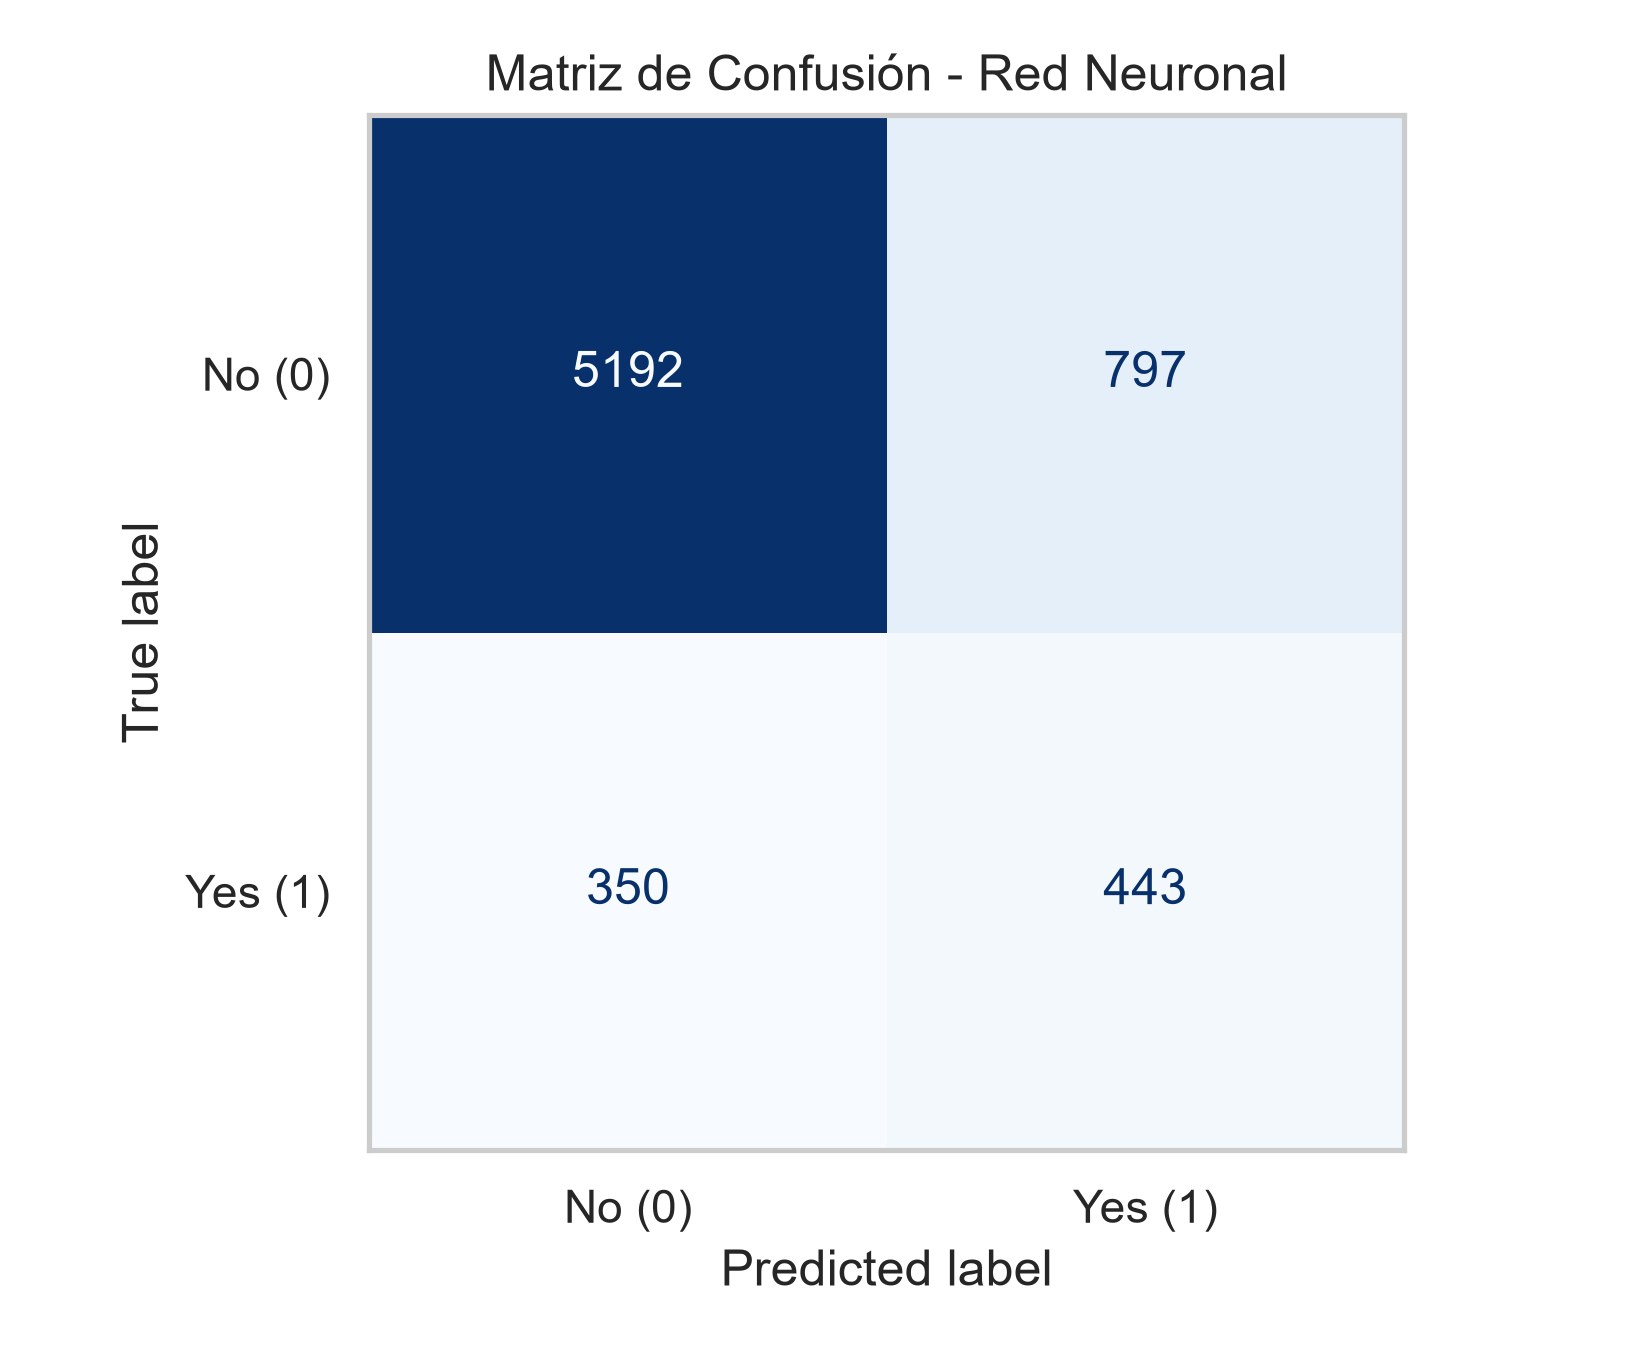 Matriz de Confusión - Red Neuronal
No (0)
5192
797
True label
Yes (1)
350
443
No (0)
Yes (1)
Predicted label